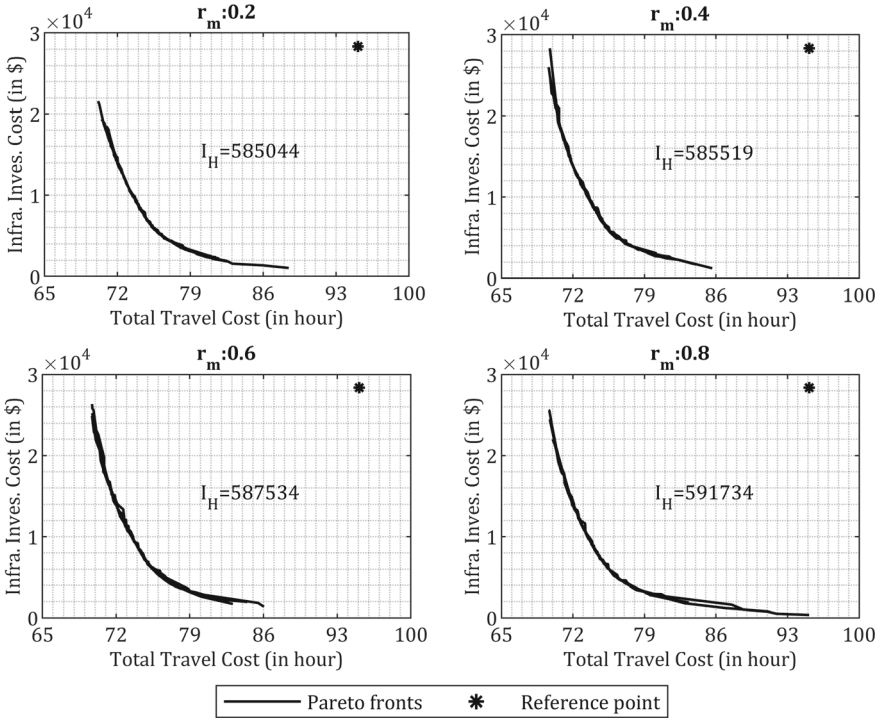 r_m:0.2
×10^4
Infra. Inves. Cost (in $)
3
2
1
0
I_H=585044
65 72 79 86 93 100
Total Travel Cost (in hour)
r_m:0.4
×10^4
Infra. Inves. Cost (in $)
3
2
1
0
I_H=585519
65 72 79 86 93 100
Total Travel Cost (in hour)
r_m:0.6
×10^4
Infra. Inves. Cost (in $)
3
2
1
0
I_H=587534
65 72 79 86 93 100
Total Travel Cost (in hour)
r_m:0.8
×10^4
Infra. Inves. Cost (in $)
3
2
1
0
I_H=591734
65 72 79 86 93 100
Total Travel Cost (in hour)
Pareto fronts Reference point